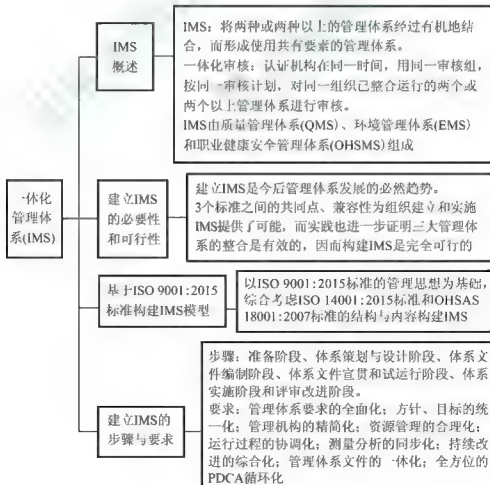 一体化
管理体
系(IMS)
IMS
概述
IMS：将两种或两种以上的管理体系经过有机地结
合，而形成使用共有要素的管理体系。
一体化审核：认证机构在同一时间，用同一审核组，
按同一审核计划，对同一组织已整合运行的两个或
两个以上管理体系进行审核。
IMS由质量管理体系(QMS)、环境管理体系(EMS)
和职业健康安全管理体系(OHSMS)组成
建立IMS
的必要性
和可行性
建立IMS是今后管理体系发展的必然趋势。
3个标准之间的共同点、兼容性为组织建立和实施
IMS提供了可能，而实践也进一步证明三大管理体
系的整合是有效的，因而构建IMS是完全可行的
基于ISO 9001:2015
标准构建IMS模型
以ISO 9001:2015标准的管理思想为基础，
综合考虑ISO 14001:2015标准和OHSAS
18001:2007标准的结构与内容构建IMS
建立IMS的
步骤与要求
步骤：准备阶段、体系策划与设计阶段、体系文
件编制阶段、体系文件宣贯和试运行阶段、体系
实施阶段和评审改进阶段。
要求：管理体系要求的全面化；方针、目标的统
一化；管理机构的精简化；资源管理的合理化；
运行过程的协调化；测量分析的同步化；持续改
进的综合化；管理体系文件的一体化；全方位的
PDCA循环化